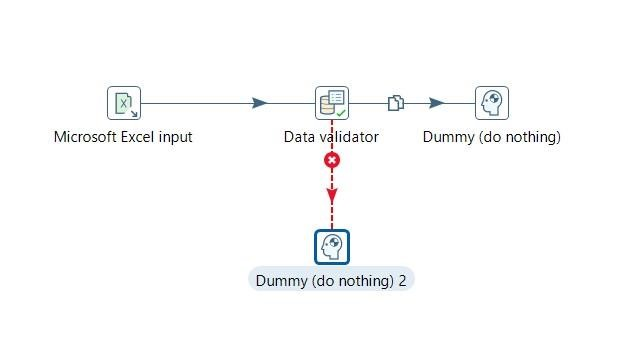 Microsoft Excel input
Data validator
Dummy (do nothing)
Dummy (do nothing) 2